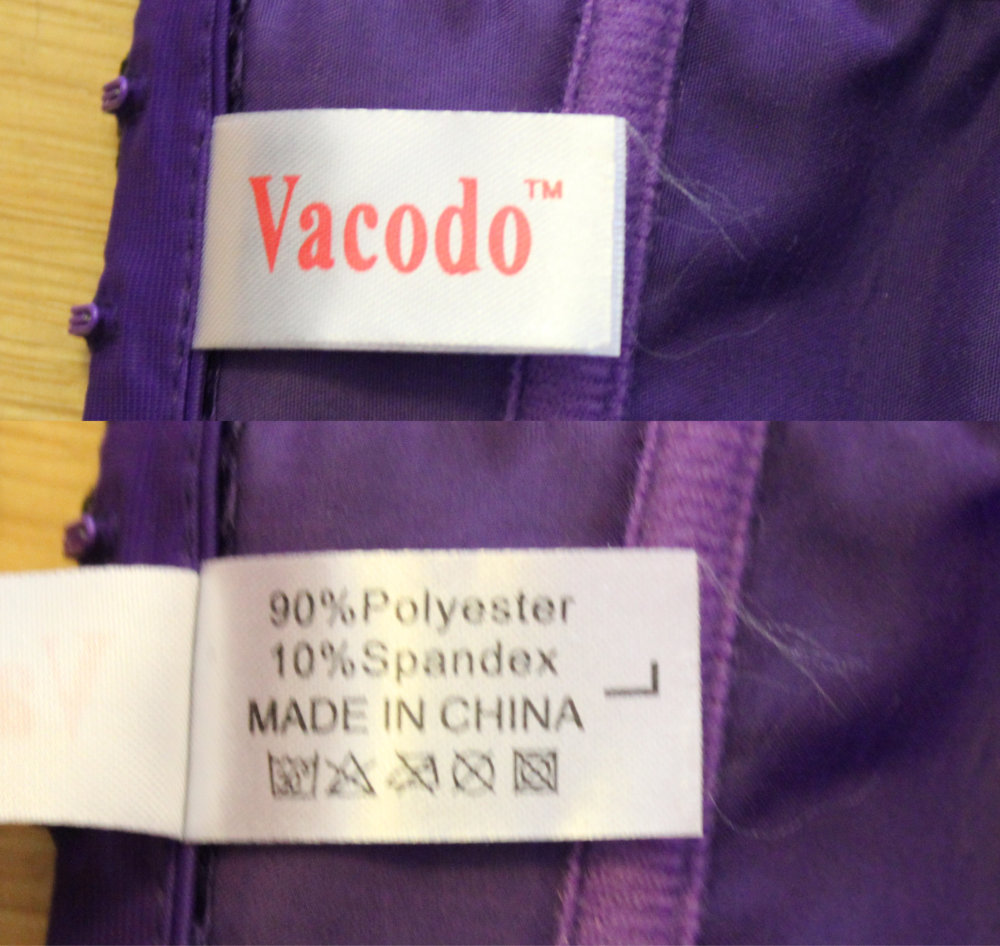 Vacodo™
90%Polyester
10%Spandex
MADE IN CHINA
L